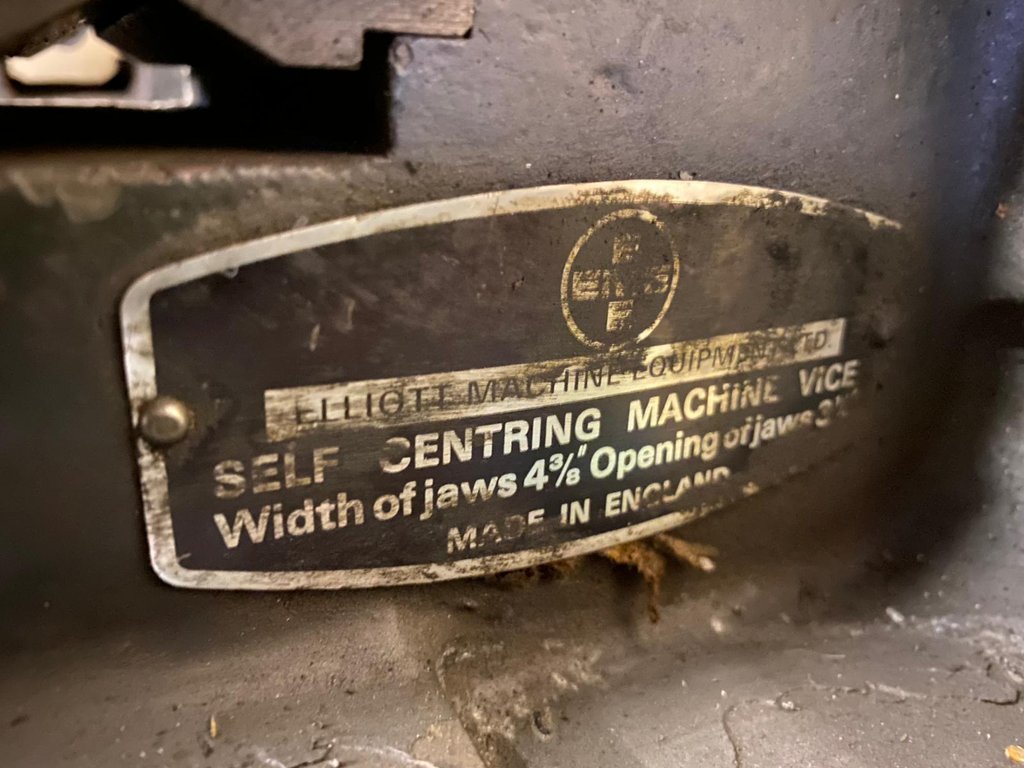 E
EMG
E
ELLIOTT MACHINE EQUIPMENT LTD.
SELF CENTRING MACHINE VICE
Width of jaws 4⅜" Opening of jaws
MADE IN ENGLAND